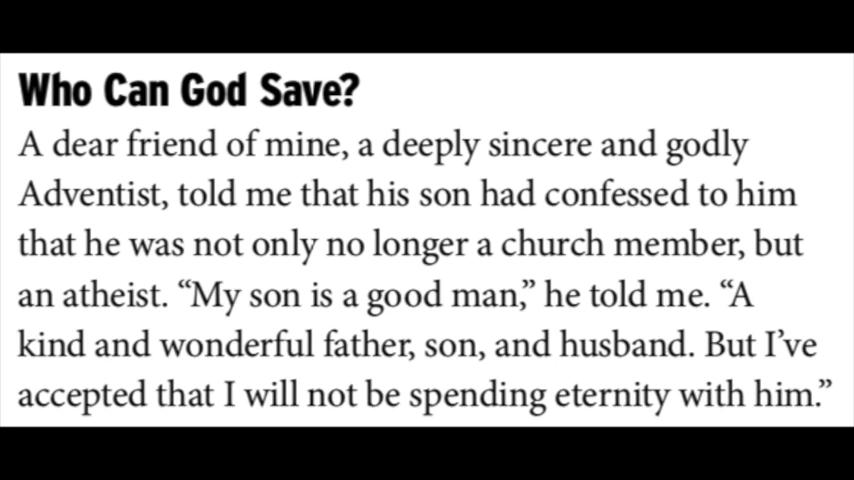 Who Can God Save?
A dear friend of mine, a deeply sincere and godly
Adventist, told me that his son had confessed to him
that he was not only no longer a church member, but
an atheist. “My son is a good man,” he told me. “A
kind and wonderful father, son, and husband. But I’ve
accepted that I will not be spending eternity with him.”